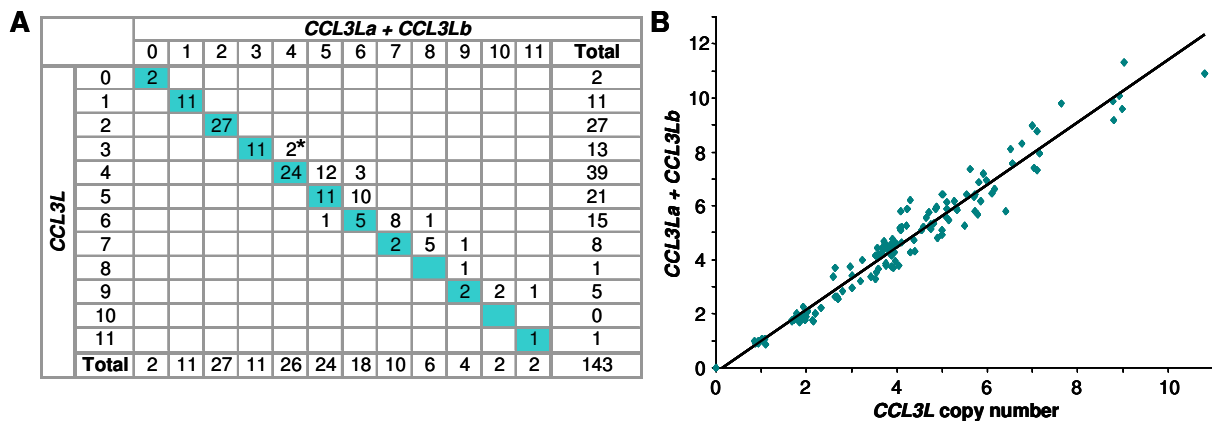 A
CCL3La + CCL3Lb
0 1 2 3 4 5 6 7 8 9 10 11 Total
CCL3L
0 2 2
1 11 11
2 27 27
3 11 2* 13
4 24 12 3 39
5 11 10 21
6 1 5 8 1 15
7 2 5 1 8
8 1 1
9 2 2 1 5
10 0
11 1 1
Total 2 11 27 11 26 24 18 10 6 4 2 2 143
B
CCL3La + CCL3Lb
12
10
8
6
4
2
0
0 2 4 6 8 10
CCL3L copy number